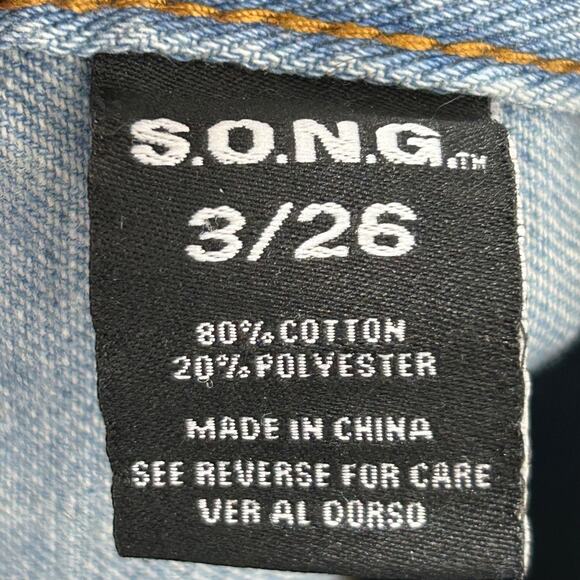 S.O.N.G.™
3/26
80% COTTON
20% POLYESTER
MADE IN CHINA
SEE REVERSE FOR CARE
VER AL DORSO